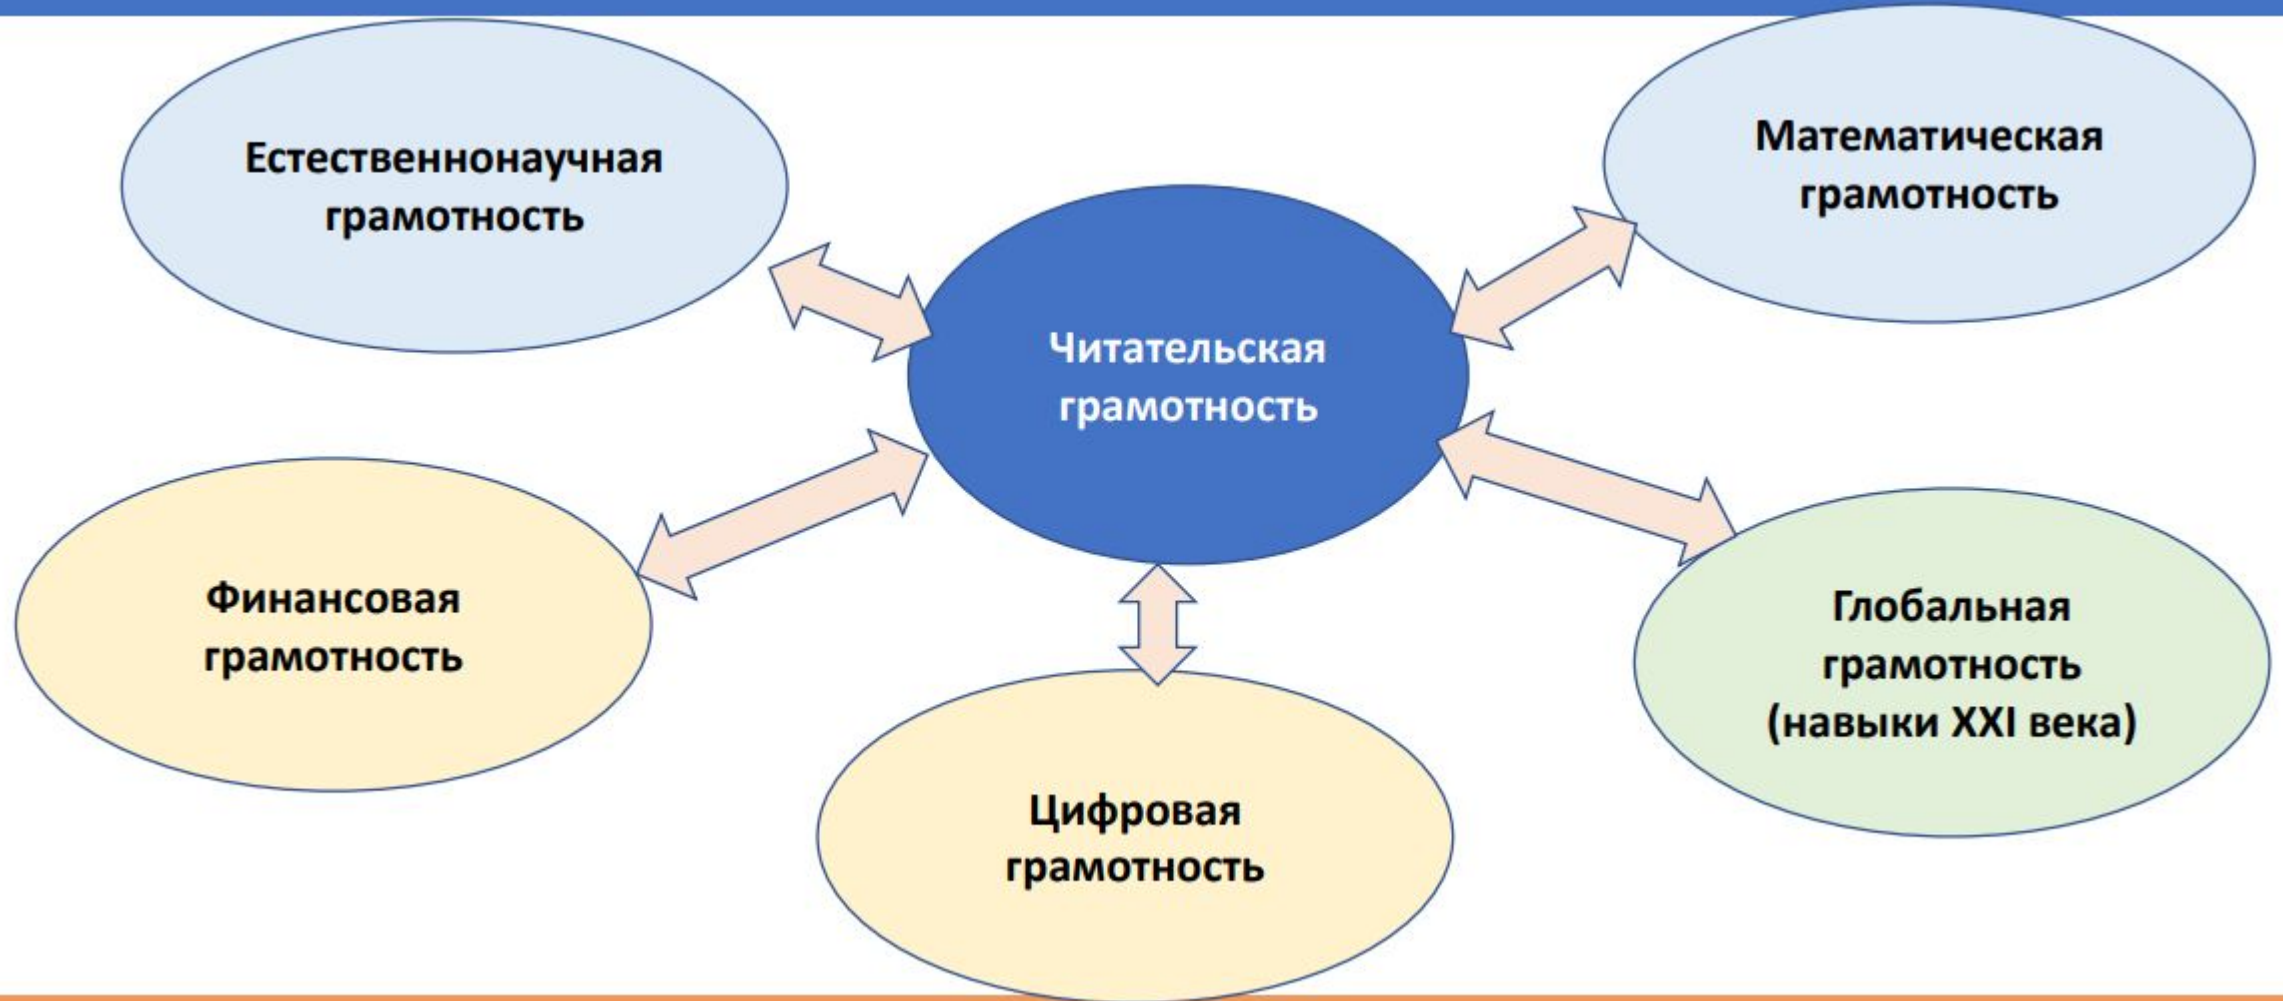 Естественнонаучная
грамотность
Математическая
грамотность
Читательская
грамотность
Финансовая
грамотность
Глобальная
грамотность
(навыки XXI века)
Цифровая
грамотность